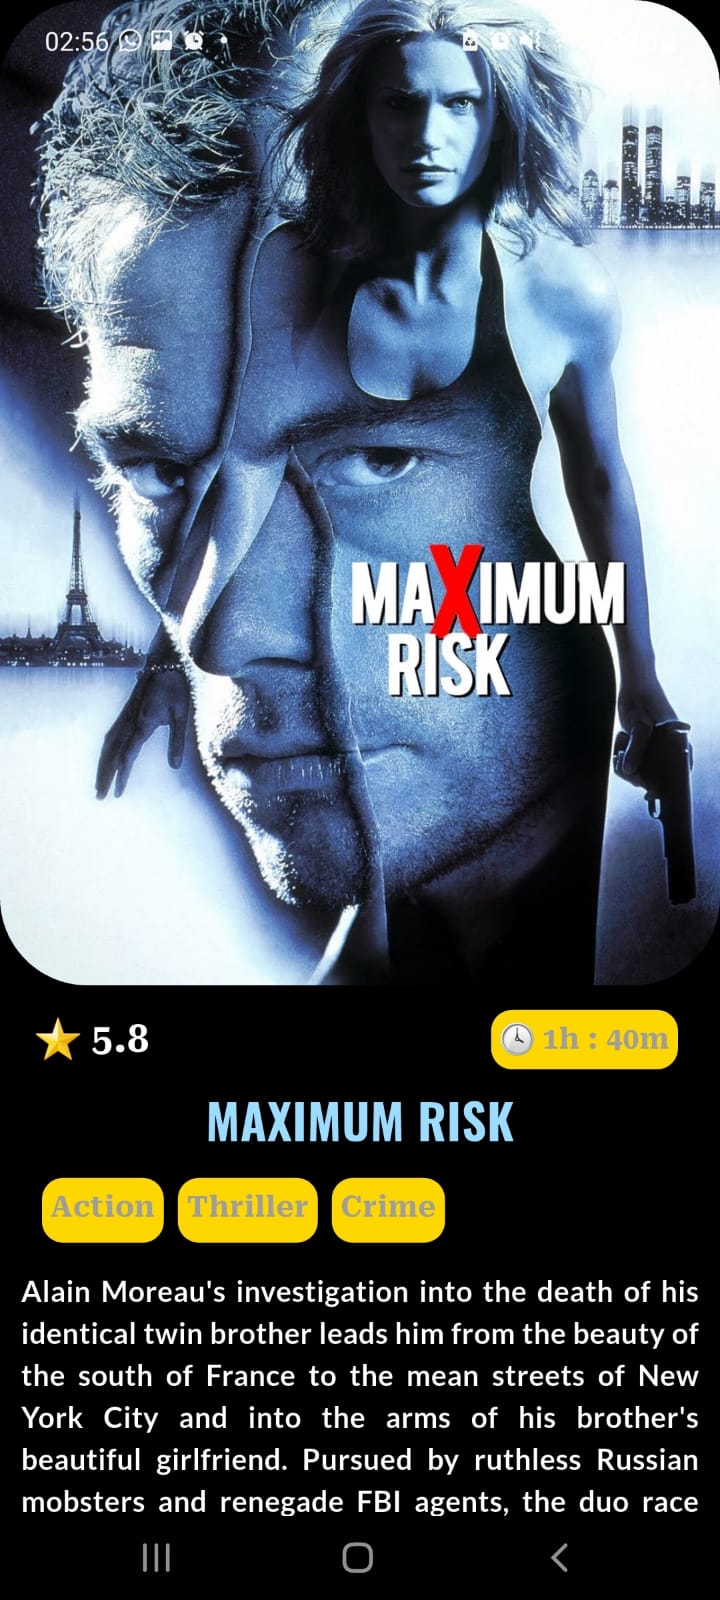 02:56
MAXIMUM
RISK
5.8
1h : 40m
MAXIMUM RISK
Action Thriller Crime
Alain Moreau's investigation into the death of his
identical twin brother leads him from the beauty of
the south of France to the mean streets of New
York City and into the arms of his brother's
beautiful girlfriend. Pursued by ruthless Russian
mobsters and renegade FBI agents, the duo race